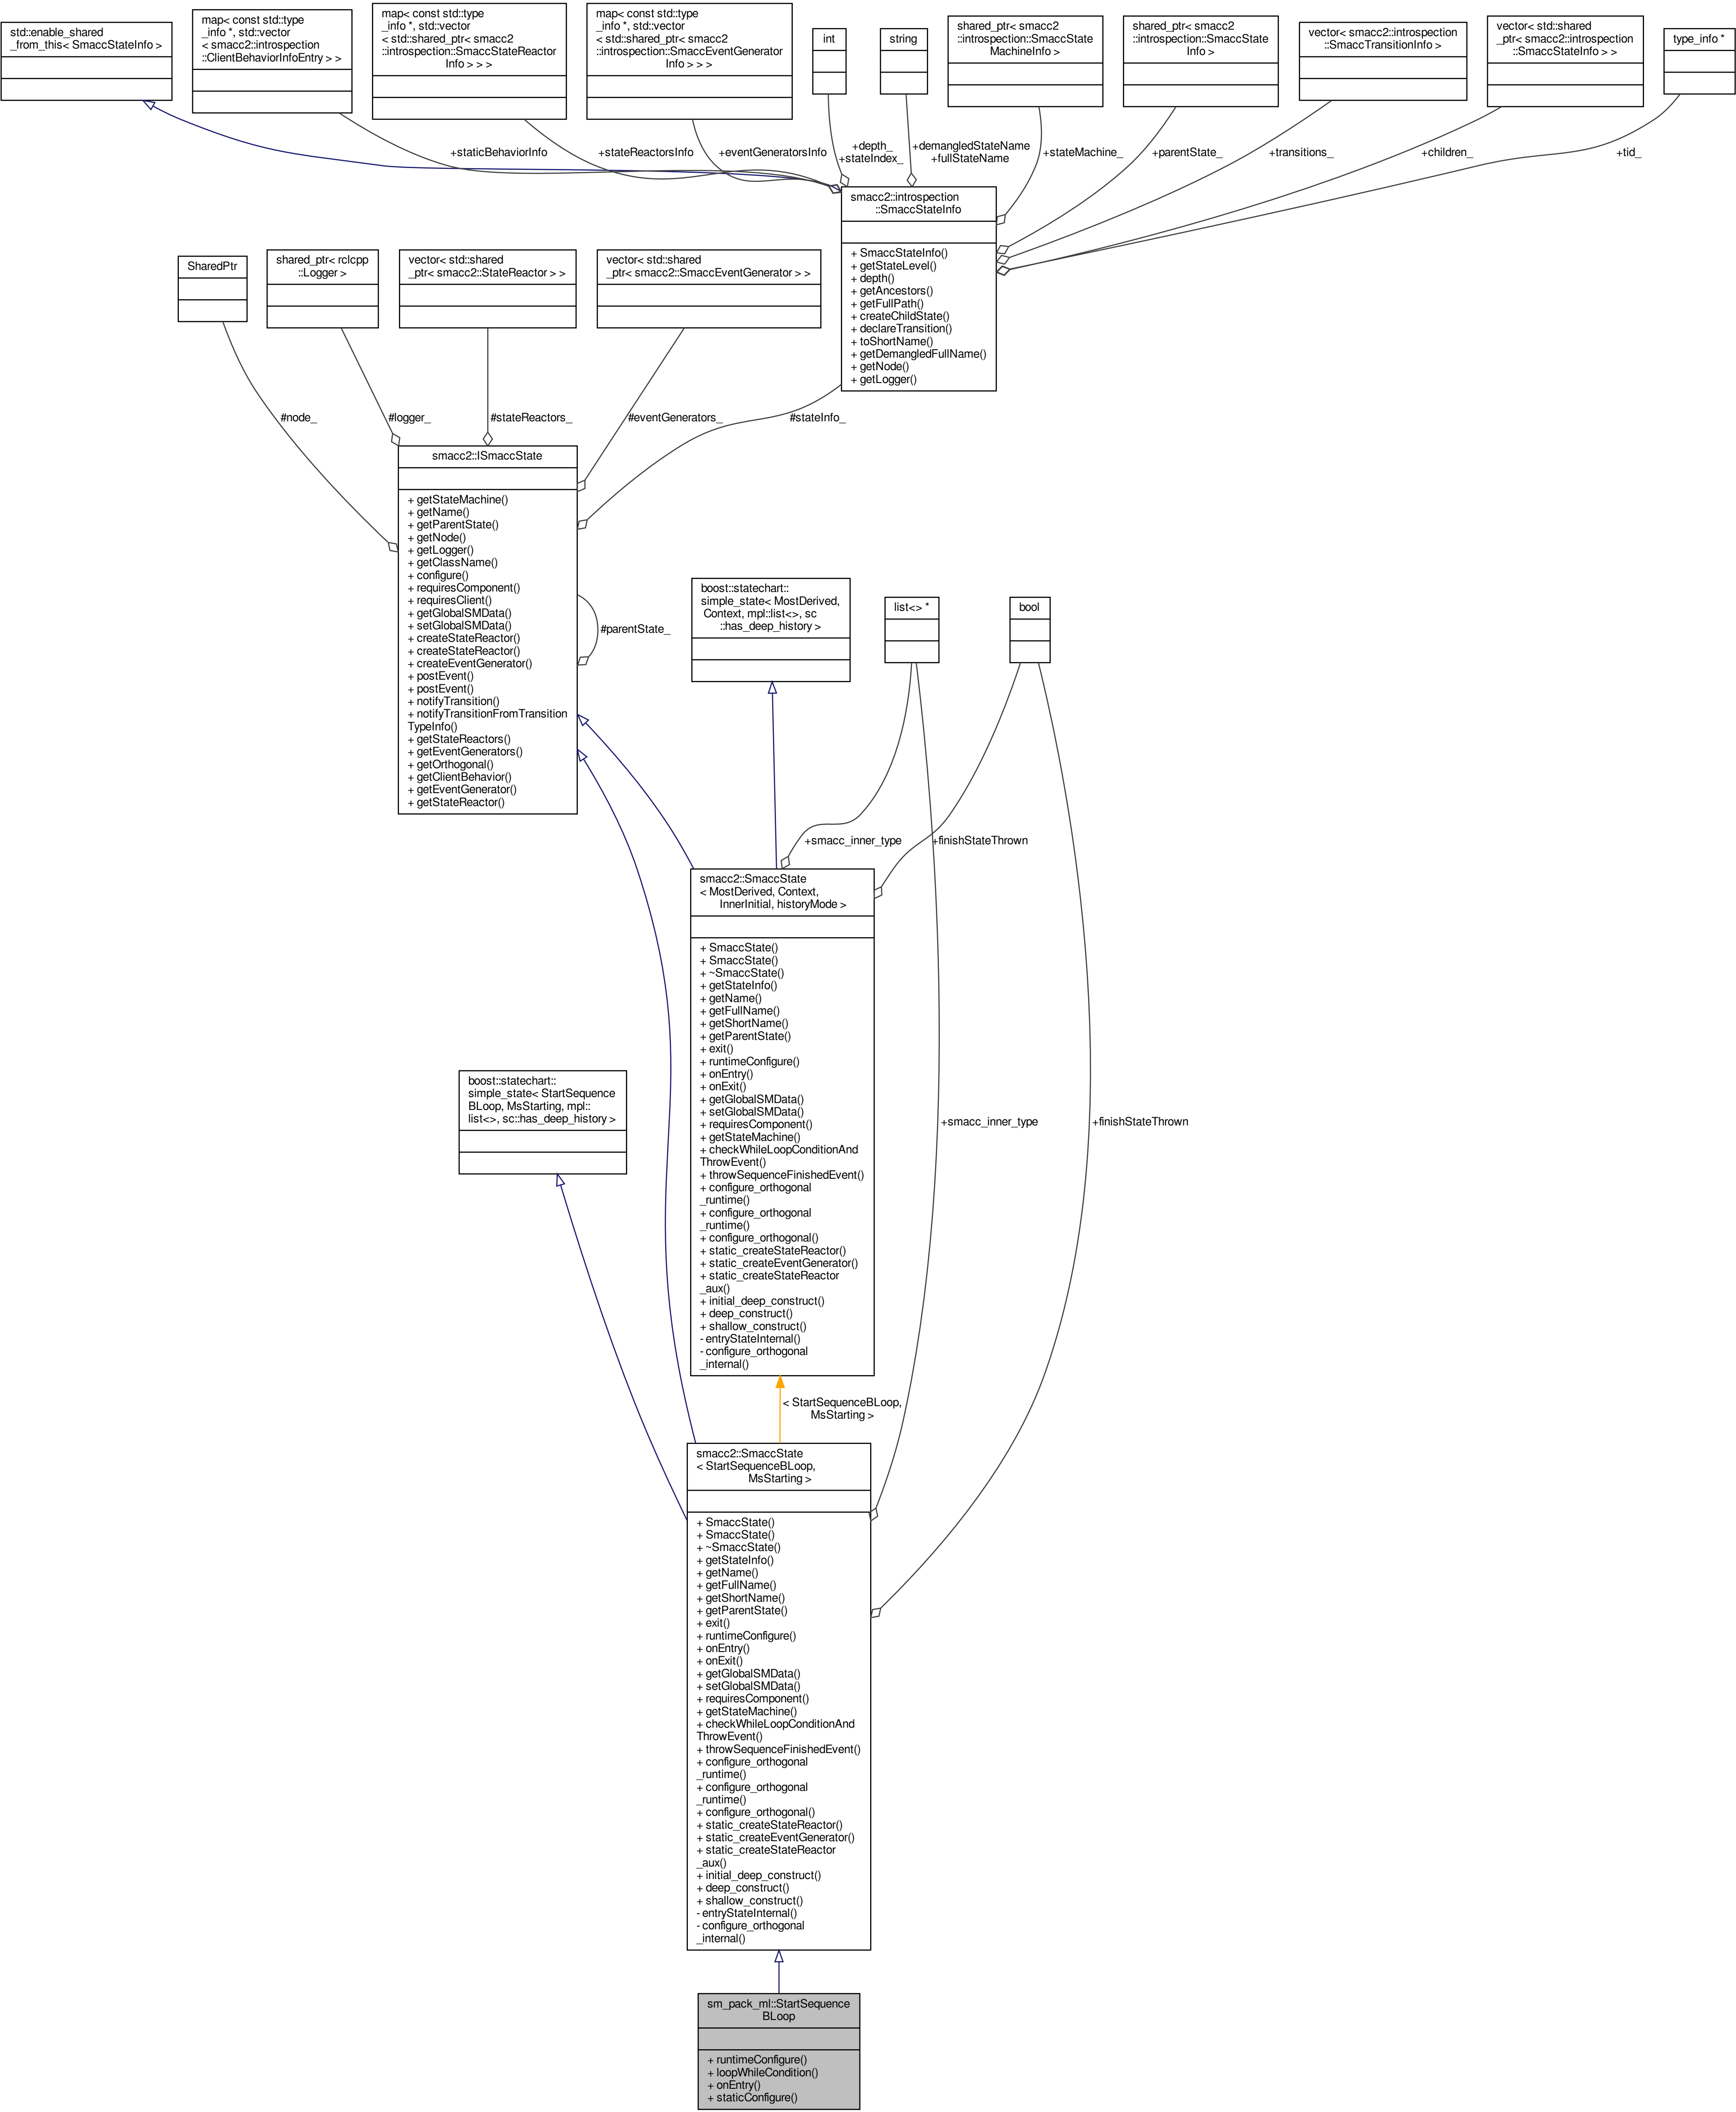 std::enable_shared
_from_this< SmaccStateInfo >
map< const std::type
_info *, std::vector
< smacc2::introspection
::ClientBehaviorInfoEntry > >
map< const std::type
_info *, std::vector
< std::shared_ptr< smacc2
::introspection::SmaccStateReactor
Info > > >
map< const std::type
_info *, std::vector
< std::shared_ptr< smacc2
::introspection::SmaccEventGenerator
Info > > >
int
string
shared_ptr< smacc2
::introspection::SmaccState
MachineInfo >
shared_ptr< smacc2
::introspection::SmaccState
Info >
vector< smacc2::introspection
::SmaccTransitionInfo >
vector< std::shared
_ptr< smacc2::introspection
::SmaccStateInfo > >
type_info *
+staticBehaviorInfo
+stateReactorsInfo
+eventGeneratorsInfo
+depth_
+stateIndex_
+demangledStateName
+fullStateName
+stateMachine_
+parentState_
+transitions_
+children_
+tid_
smacc2::introspection
::SmaccStateInfo
+ SmaccStateInfo()
+ getStateLevel()
+ depth()
+ getAncestors()
+ getFullPath()
+ createChildState()
+ declareTransition()
+ toShortName()
+ getDemangledFullName()
+ getNode()
+ getLogger()
SharedPtr
shared_ptr< rclcpp
::Logger >
vector< std::shared
_ptr< smacc2::StateReactor > >
vector< std::shared
_ptr< smacc2::SmaccEventGenerator > >
#node_
#logger_
#stateReactors_
#eventGenerators_
#stateInfo_
smacc2::ISmaccState
+ getStateMachine()
+ getName()
+ getParentState()
+ getNode()
+ getLogger()
+ getClassName()
+ configure()
+ requiresComponent()
+ requiresClient()
+ getGlobalSMData()
+ setGlobalSMData()
+ createStateReactor()
+ createStateReactor()
+ createEventGenerator()
+ postEvent()
+ postEvent()
+ notifyTransition()
+ notifyTransitionFromTransition
TypeInfo()
+ getStateReactors()
+ getEventGenerators()
+ getOrthogonal()
+ getClientBehavior()
+ getEventGenerator()
+ getStateReactor()
#parentState_
boost::statechart::
simple_state< MostDerived,
Context, mpl::list<>, sc
::has_deep_history >
list<> *
bool
+smacc_inner_type
+finishStateThrown
smacc2::SmaccState
< MostDerived, Context,
InnerInitial, historyMode >
+ SmaccState()
+ SmaccState()
+ ~SmaccState()
+ getStateInfo()
+ getName()
+ getFullName()
+ getShortName()
+ getParentState()
+ exit()
+ runtimeConfigure()
+ onEntry()
+ onExit()
+ getGlobalSMData()
+ setGlobalSMData()
+ requiresComponent()
+ getStateMachine()
+ checkWhileLoopConditionAnd
ThrowEvent()
+ throwSequenceFinishedEvent()
+ configure_orthogonal
_runtime()
+ configure_orthogonal
_runtime()
+ configure_orthogonal()
+ static_createStateReactor()
+ static_createEventGenerator()
+ static_createStateReactor
_aux()
+ initial_deep_construct()
+ deep_construct()
+ shallow_construct()
- entryStateInternal()
- configure_orthogonal
_internal()
boost::statechart::
simple_state< StartSequence
BLoop, MsStarting, mpl::
list<>, sc::has_deep_history >
+smacc_inner_type
+finishStateThrown
< StartSequenceBLoop,
MsStarting >
smacc2::SmaccState
< StartSequenceBLoop,
MsStarting >
+ SmaccState()
+ SmaccState()
+ ~SmaccState()
+ getStateInfo()
+ getName()
+ getFullName()
+ getShortName()
+ getParentState()
+ exit()
+ runtimeConfigure()
+ onEntry()
+ onExit()
+ getGlobalSMData()
+ setGlobalSMData()
+ requiresComponent()
+ getStateMachine()
+ checkWhileLoopConditionAnd
ThrowEvent()
+ throwSequenceFinishedEvent()
+ configure_orthogonal
_runtime()
+ configure_orthogonal
_runtime()
+ configure_orthogonal()
+ static_createStateReactor()
+ static_createEventGenerator()
+ static_createStateReactor
_aux()
+ initial_deep_construct()
+ deep_construct()
+ shallow_construct()
- entryStateInternal()
- configure_orthogonal
_internal()
sm_pack_ml::StartSequence
BLoop
+ runtimeConfigure()
+ loopWhileCondition()
+ onEntry()
+ staticConfigure()